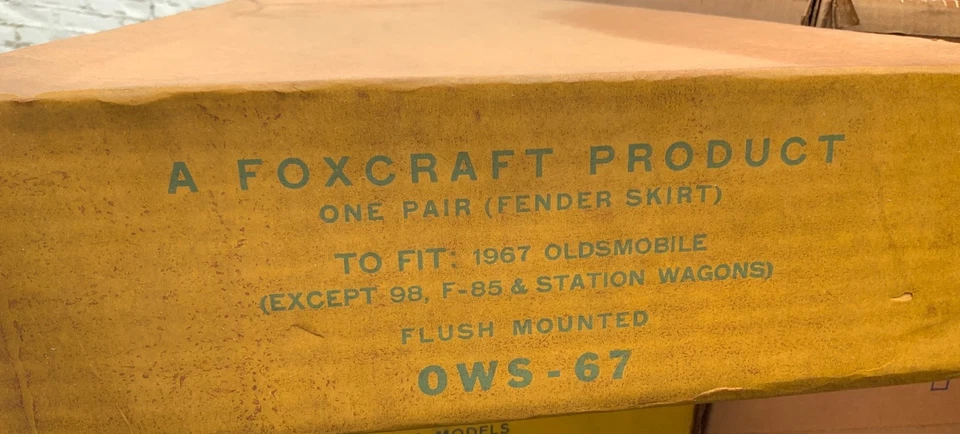 A FOXCRAFT PRODUCT
ONE PAIR (FENDER SKIRT)
TO FIT: 1967 OLDSMOBILE
(EXCEPT 98, F-85 & STATION WAGONS)
FLUSH MOUNTED
OWS-67
MODELS